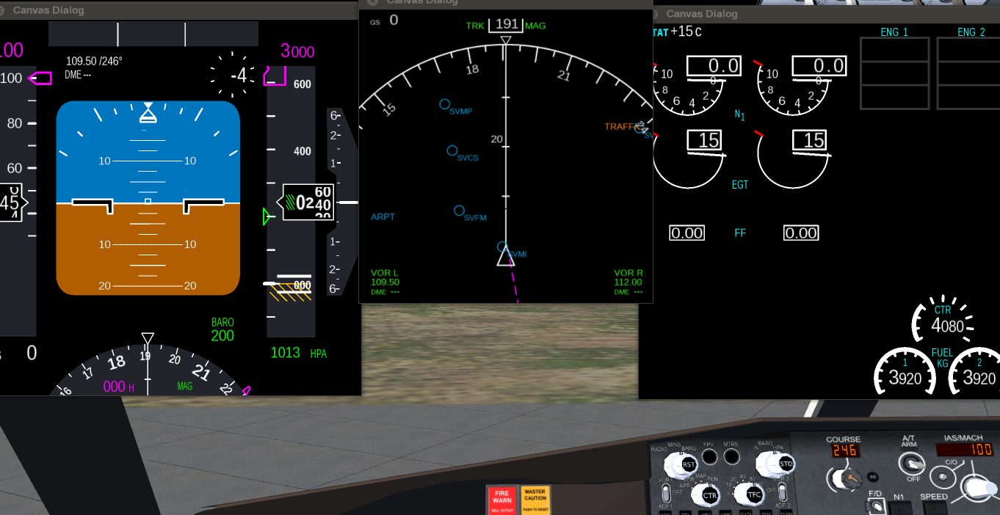 Canvas Dialog
Canvas Dialog
Canvas Dialog
3000
109.50 /246°
DME ---
-4
100
80
60
45
10
10
10
10
20
20
600
400
0240
60
000
6
2
1
1
2
6
BARO
200
1013 HPA
0
16
17
18
19
20
21
22
000 H
MAG
GS 0
TRK 191 MAG
15
18
21
SVMP
SVCS
SVFM
SVMI
20
ARPT
VOR L
109.50
DME ---
VOR R
112.00
DME ---
TAT +15c
ENG 1
ENG 2
0.0
0.0
10
8
6
4
2
0
10
8
6
4
2
0
N1
15
15
EGT
0.00
FF
0.00
CTR
4080
FUEL
KG
1
3920
2
3920
FIRE
WARN
BELL CUTOUT
MASTER
CAUTION
PUSH TO RESET
RADIO
MINS
BARO
RST
FPV
MTRS
BARO
IN
HPA
STD
VOR 1
OFF
ADF 1
APP
VOR
MAP
PLN
CTR
5
10
20
40
80
TFC
VOR 2
OFF
ADF 2
COURSE
246
A/T
ARM
OFF
IAS/MACH
100
C/O
F/D
N1
SPEED